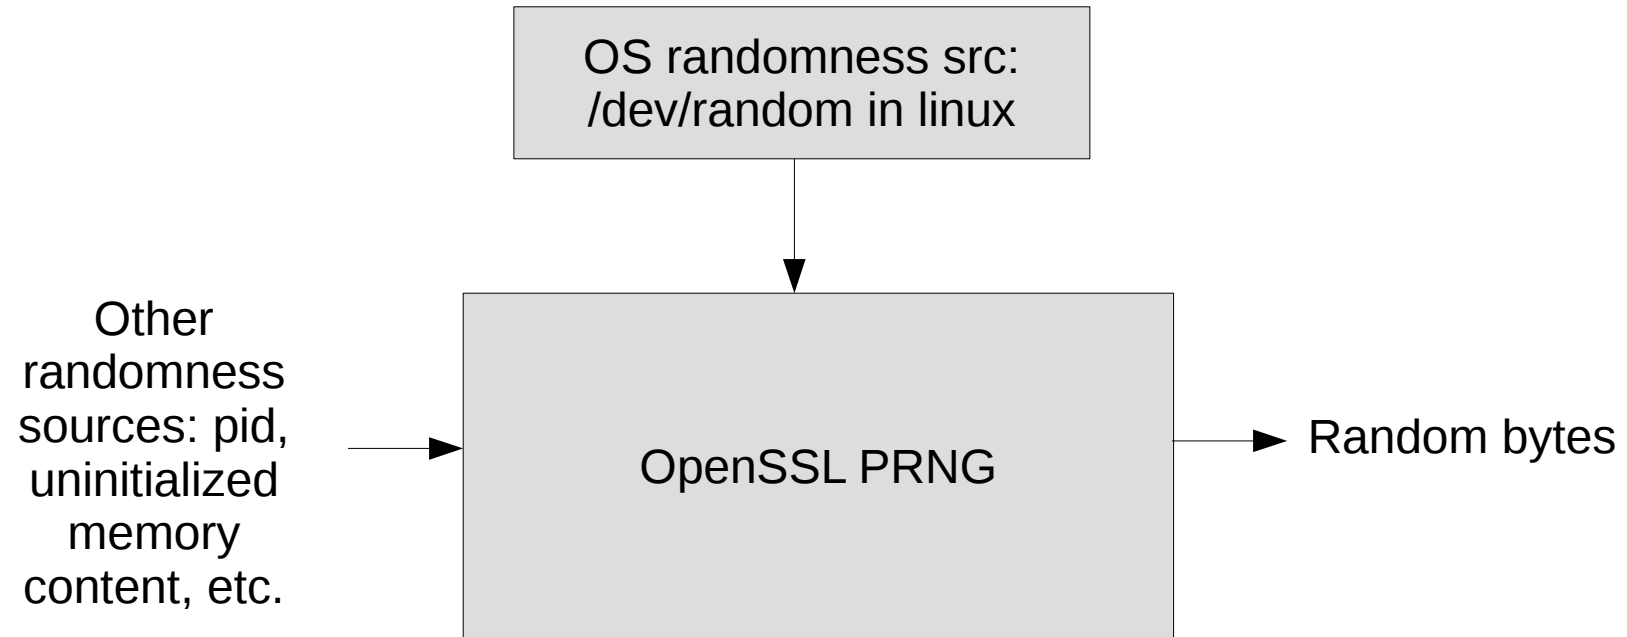 OS randomness src:
/dev/random in linux
Other
randomness
sources: pid,
uninitialized
memory
content, etc.
OpenSSL PRNG
Random bytes